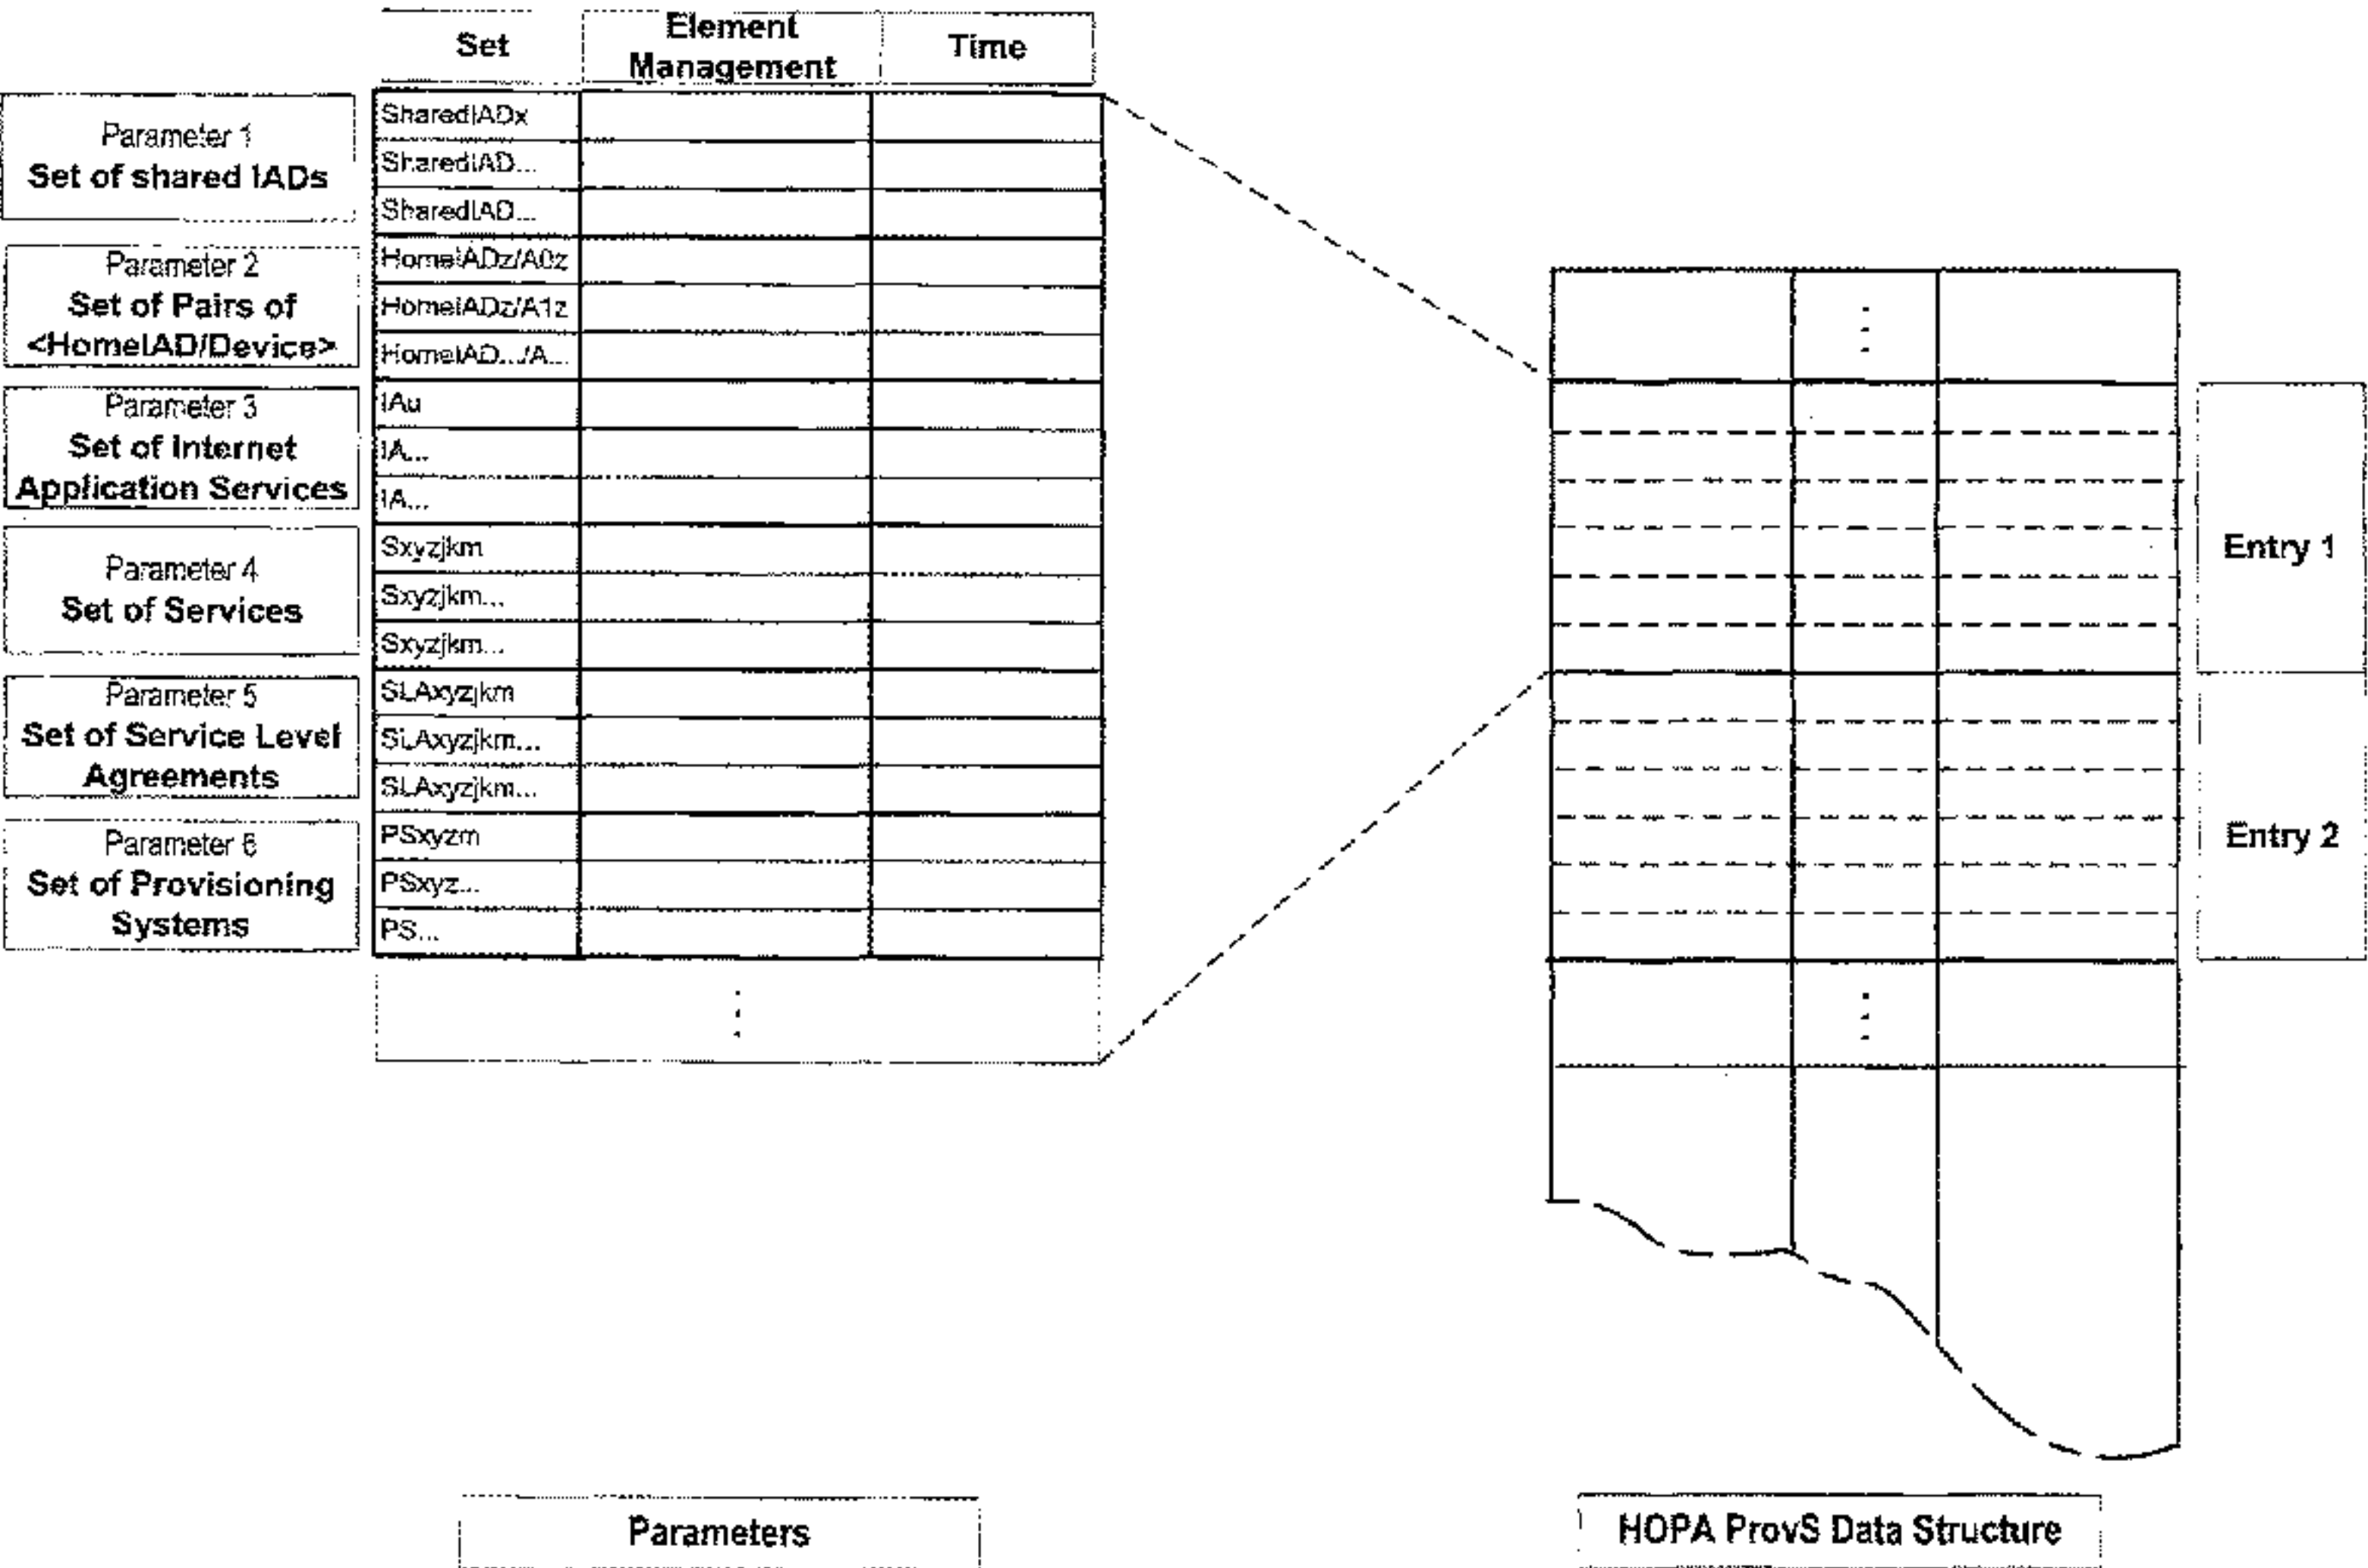 Set
Element
Management
Time
Parameter 1
Set of shared IADs
Parameter 2
Set of Pairs of
<HomeIAD/Device>
Parameter 3
Set of Internet
Application Services
Parameter 4
Set of Services
Parameter 5
Set of Service Level
Agreements
Parameter 6
Set of Provisioning
Systems
SharedIADx
SharedIAD...
SharedIAD...
HomeIADz/A0z
HomeIADz/A1z
HomeIAD.../A...
IAu
IA...
IA...
Sxyzjkm
Sxyzjkm...
Sxyzjkm...
SLAxyzjkm
SLAxyzjkm...
SLAxyzjkm...
PSxyzm
PSxyz...
PS...
Entry 1
Entry 2
Parameters
HOPA ProvS Data Structure